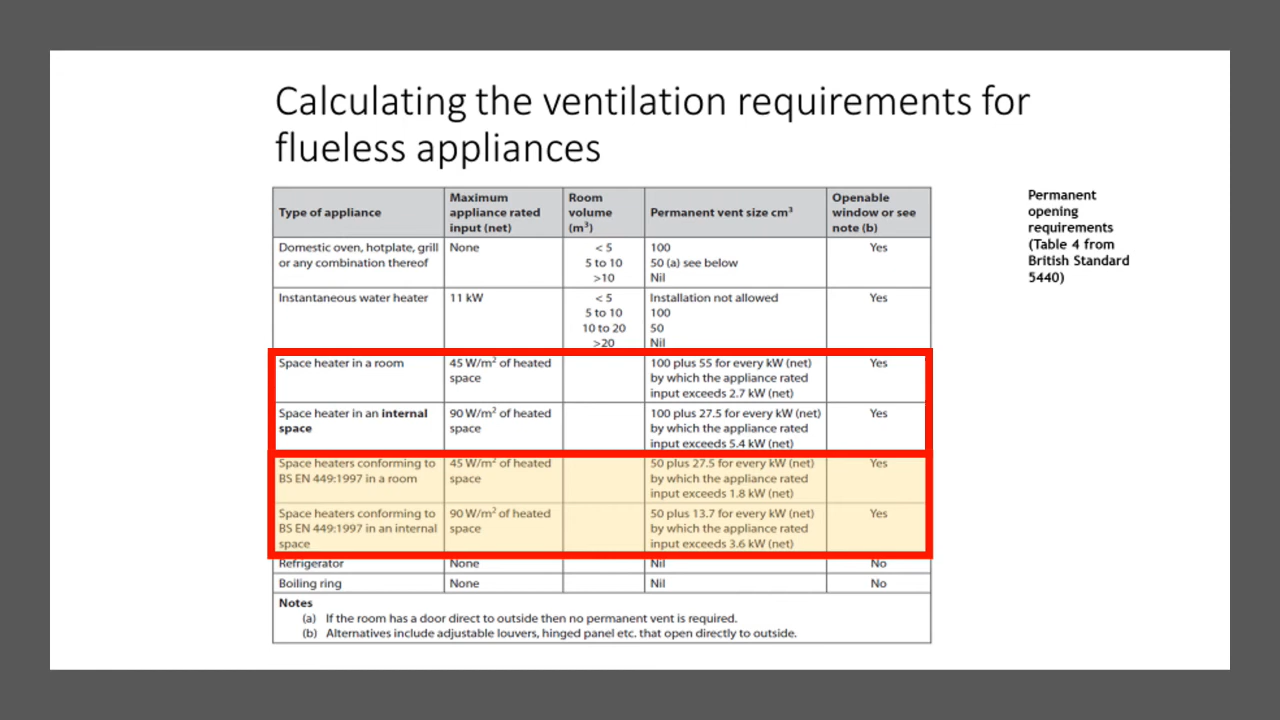 Calculating the ventilation requirements for
flueless appliances
Type of appliance
Maximum
appliance rated
input (net)
Room
volume
(m³)
Permanent vent size cm³
Openable
window or see
note (b)
Domestic oven, hotplate, grill
or any combination thereof
None
< 5
5 to 10
>10
100
50 (a) see below
Nil
Yes
Instantaneous water heater
11 kW
< 5
5 to 10
10 to 20
>20
Installation not allowed
100
50
Nil
Yes
Space heater in a room
45 W/m² of heated
space
100 plus 55 for every kW (net)
by which the appliance rated
input exceeds 2.7 kW (net)
Yes
Space heater in an internal
space
90 W/m² of heated
space
100 plus 27.5 for every kW (net)
by which the appliance rated
input exceeds 5.4 kW (net)
Yes
Space heaters conforming to
BS EN 449:1997 in a room
45 W/m² of heated
space
50 plus 27.5 for every kW (net)
by which the appliance rated
input exceeds 1.8 kW (net)
Yes
Space heaters conforming to
BS EN 449:1997 in an internal
space
90 W/m² of heated
space
50 plus 13.7 for every kW (net)
by which the appliance rated
input exceeds 3.6 kW (net)
Yes
Refrigerator
None
Nil
No
Boiling ring
None
Nil
No
Notes
(a) If the room has a door direct to outside then no permanent vent is required.
(b) Alternatives include adjustable louvers, hinged panel etc. that open directly to outside.
Permanent
opening
requirements
(Table 4 from
British Standard
5440)